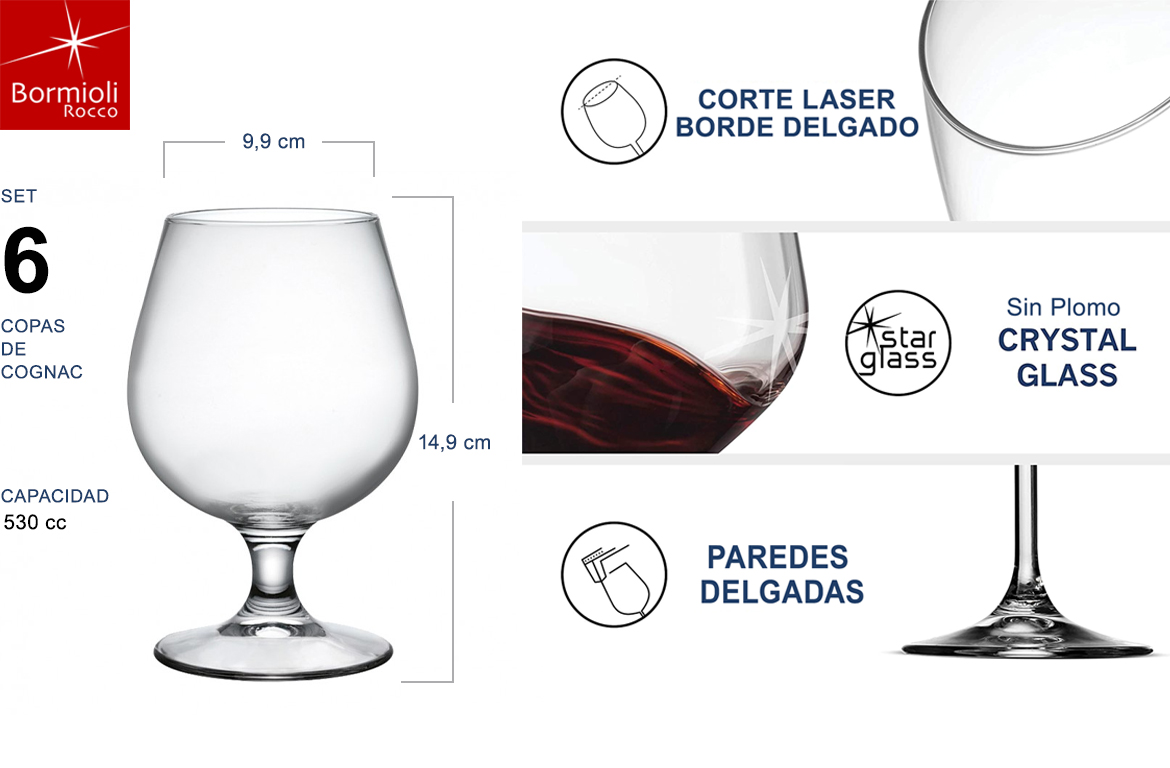 Bormioli
Rocco
9,9 cm
SET
6
COPAS
DE
COGNAC
14,9 cm
CAPACIDAD
530 cc
CORTE LASER
BORDE DELGADO
star
glass
Sin Plomo
CRYSTAL
GLASS
PAREDES
DELGADAS